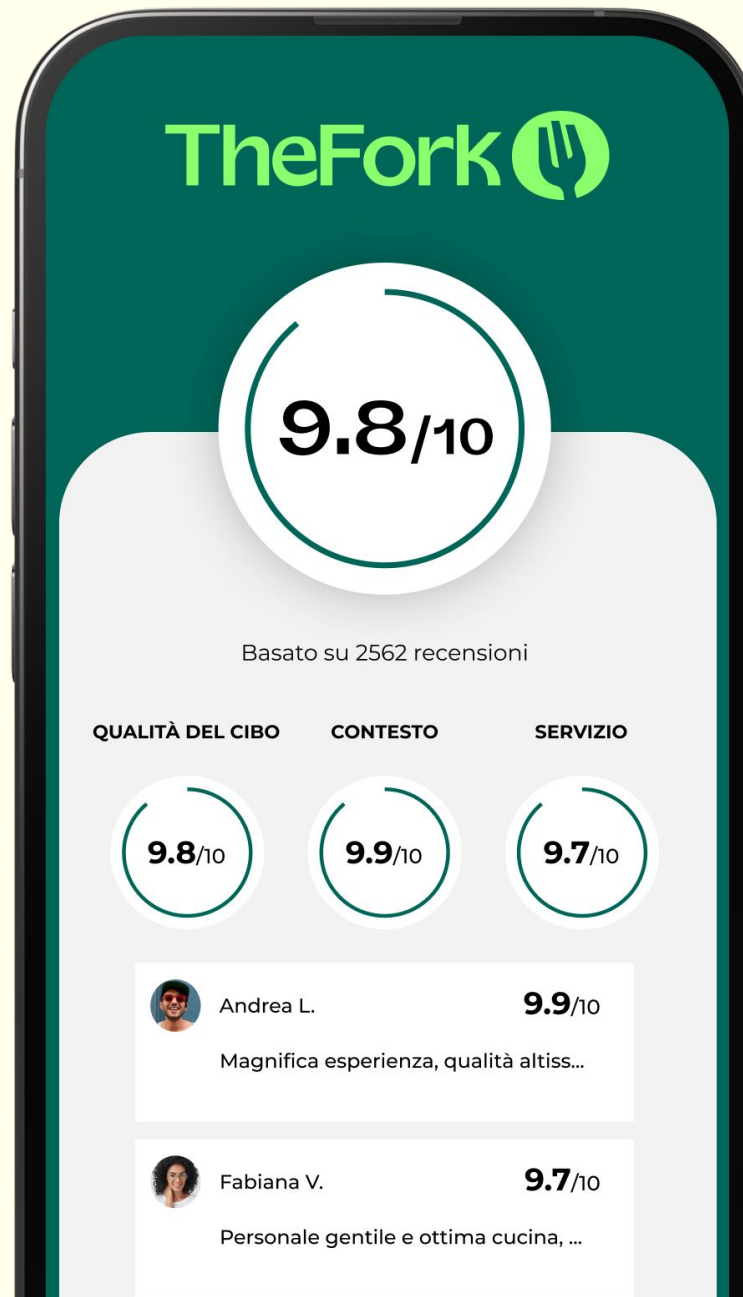 TheFork
9.8/10
Basato su 2562 recensioni
QUALITÀ DEL CIBO CONTESTO SERVIZIO
9.8/10 9.9/10 9.7/10
Andrea L. 9.9/10
Magnifica esperienza, qualità altiss...
Fabiana V. 9.7/10
Personale gentile e ottima cucina, ...